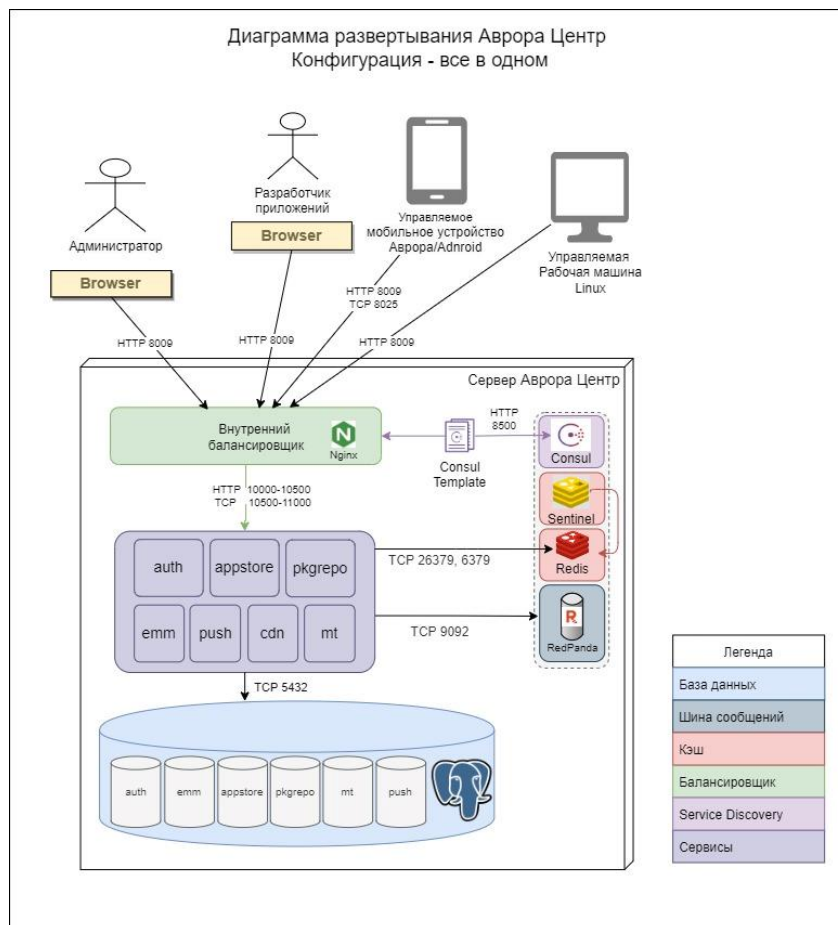 Диаграмма развертывания Аврора Центр
Конфигурация - все в одном
Администратор
Browser
Разработчик
приложений
Browser
Управляемое
мобильное устройство
Аврора/Adnroid
Управляемая
Рабочая машина
Linux
HTTP 8009
HTTP 8009
HTTP 8009
TCP 8025
HTTP 8009
Сервер Аврора Центр
Внутренний
балансировщик
Nginx
Consul
Template
HTTP
8500
Consul
Sentinel
Redis
RedPanda
HTTP 10000-10500
TCP 10500-11000
auth
appstore
pkgrepo
emm
push
cdn
mt
TCP 26379, 6379
TCP 9092
TCP 5432
auth
emm
appstore
pkgrepo
mt
push
Легенда
База данных
Шина сообщений
Кэш
Балансировщик
Service Discovery
Сервисы